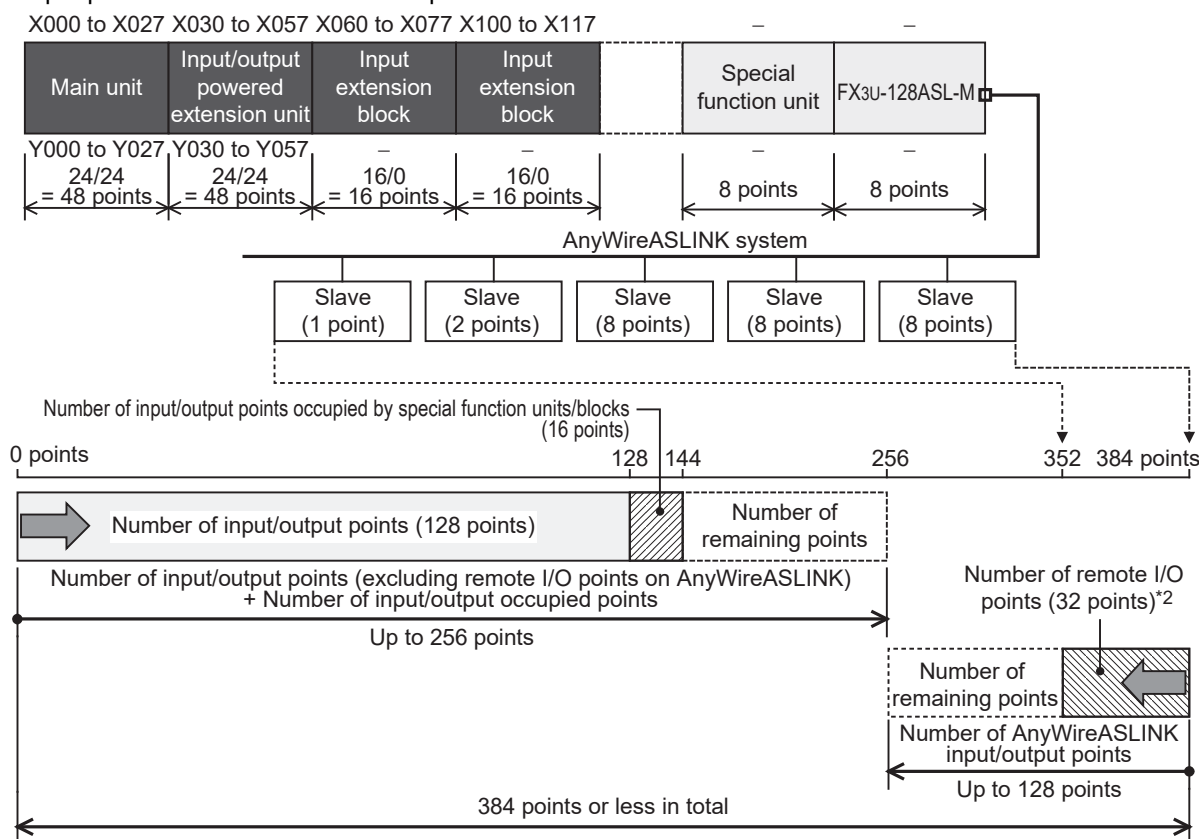 X000 to X027 X030 to X057 X060 to X077 X100 to X117 – –
Main unit
Input/output
powered
extension unit
Input
extension
block
Input
extension
block
Special
function unit
FX3U-128ASL-M
Y000 to Y027 Y030 to Y057 – – – –
24/24
= 48 points
24/24
= 48 points
16/0
= 16 points
16/0
= 16 points
8 points
8 points
AnyWireASLINK system
Slave
(1 point)
Slave
(2 points)
Slave
(8 points)
Slave
(8 points)
Slave
(8 points)
Number of input/output points occupied by special function units/blocks
(16 points)
0 points 128 144 256 352 384 points
Number of input/output points (128 points)
Number of
remaining points
Number of input/output points (excluding remote I/O points on AnyWireASLINK)
+ Number of input/output occupied points
Up to 256 points
Number of remote I/O
points (32 points)*2
Number of
remaining points
Number of AnyWireASLINK
input/output points
Up to 128 points
384 points or less in total